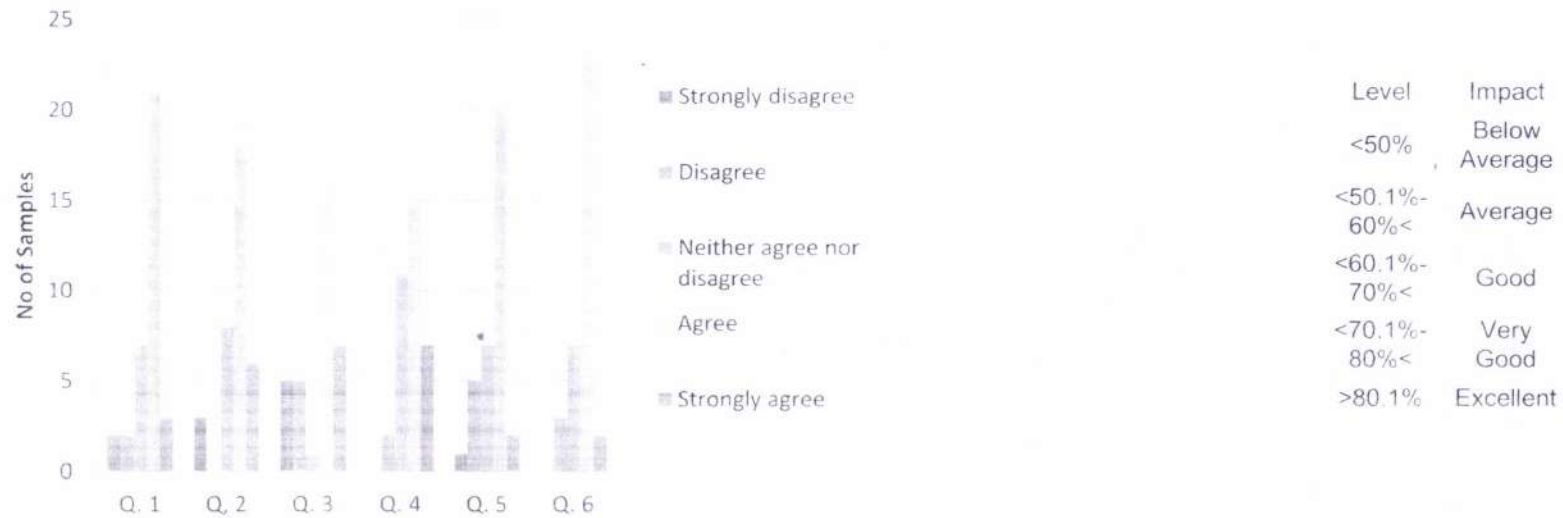 25
20
15
10
5
0
No of Samples
Q. 1 Q, 2 Q. 3 Q. 4 Q. 5 Q. 6
Strongly disagree
Disagree
Neither agree nor
disagree
Agree
Strongly agree
Level Impact
<50% Below
Average
<50.1%-
60%< Average
<60.1%-
70%< Good
<70.1%- Very
80%< Good
>80.1% Excellent